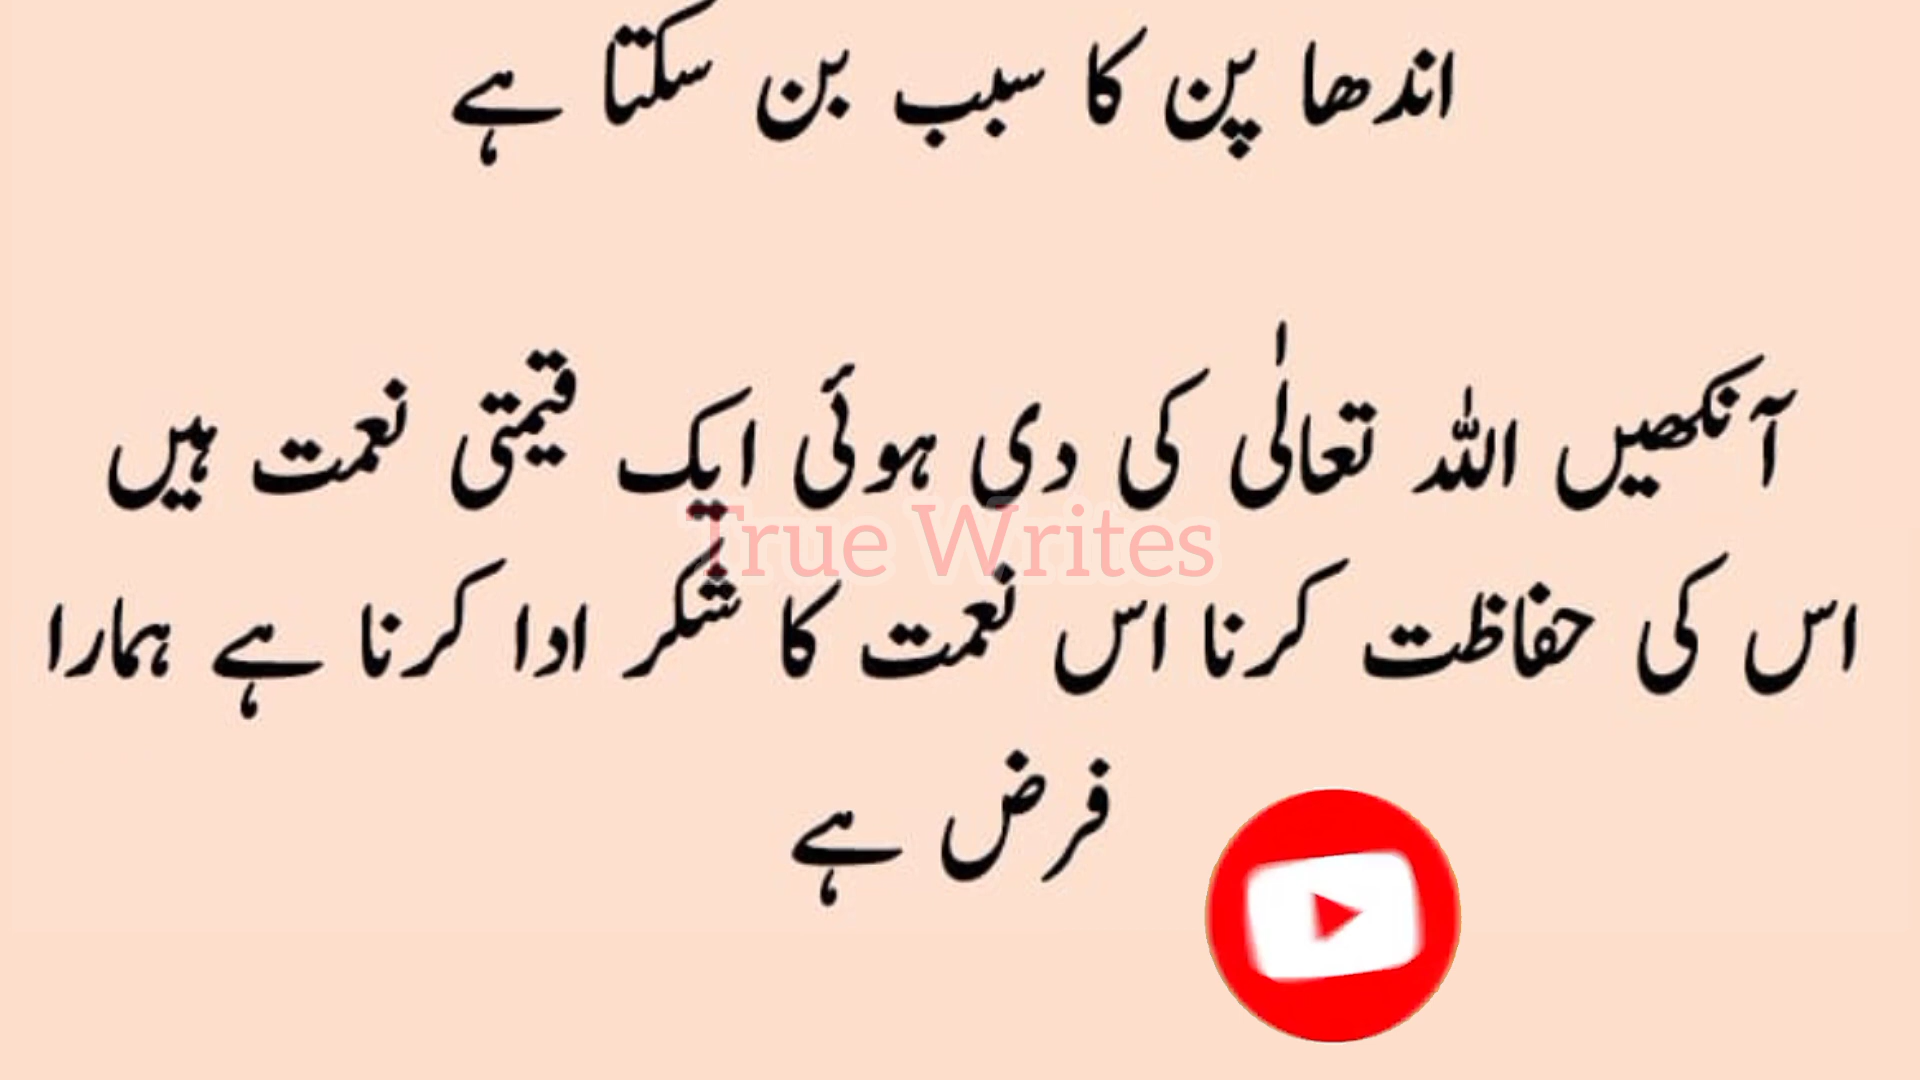 اندھا پن کا سبب بن سکتا ہے
آنکھیں اللہ تعالٰی کی دی ہوئی ایک قیمتی نعمت ہیں
True Writes
اس کی حفاظت کرنا اس نعمت کا شکر ادا کرنا ہے ہمارا
فرض ہے